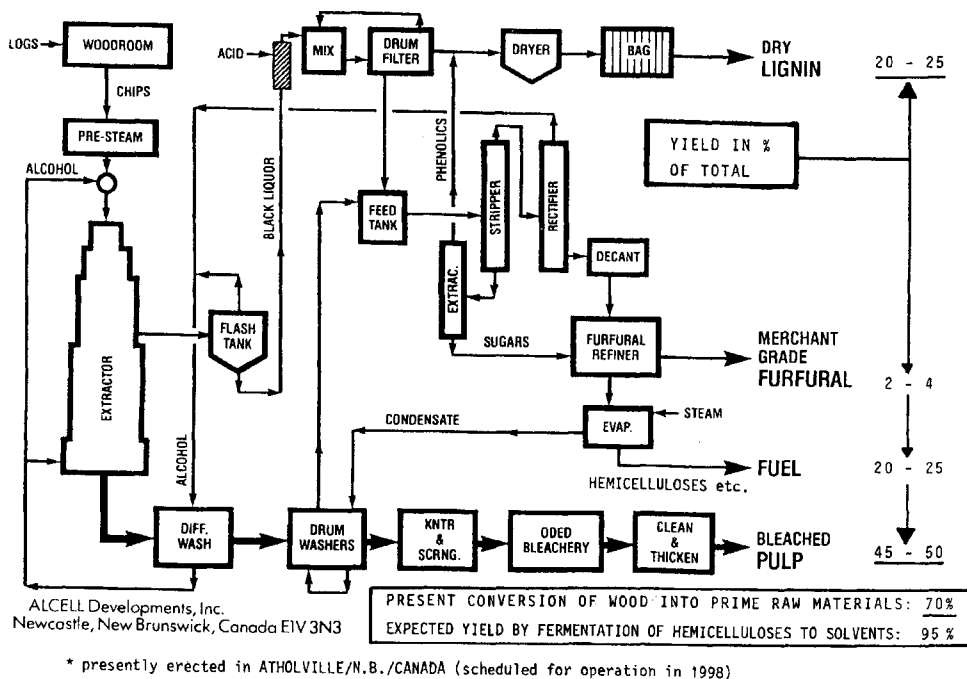 LOGS
WOODROOM
CHIPS
PRE-STEAM
ALCOHOL
EXTRACTOR
FLASH
TANK
BLACK LIQUOR
ACID
MIX
DRUM
FILTER
DRYER
BAG
DRY
LIGNIN
20 - 25
YIELD IN %
OF TOTAL
PHENOLICS
FEED
TANK
STRIPPER
RECTIFIER
EXTRAC.
DECANT
SUGARS
FURFURAL
REFINER
MERCHANT
GRADE
FURFURAL
2 - 4
EVAP.
STEAM
CONDENSATE
FUEL
HEMICELLULOSES etc.
20 - 25
ALCOHOL
DIFF.
WASH
DRUM
WASHERS
KNTR
&
SCRNG.
ODED
BLEACHERY
CLEAN
&
THICKEN
BLEACHED
PULP
45 - 50
ALCELL Developments, Inc.
Newcastle, New Brunswick, Canada E1V 3N3
PRESENT CONVERSION OF WOOD INTO PRIME RAW MATERIALS: 70%
EXPECTED YIELD BY FERMENTATION OF HEMICELLULOSES TO SOLVENTS: 95 %
* presently erected in ATHOLVILLE/N.B./CANADA (scheduled for operation in 1998)